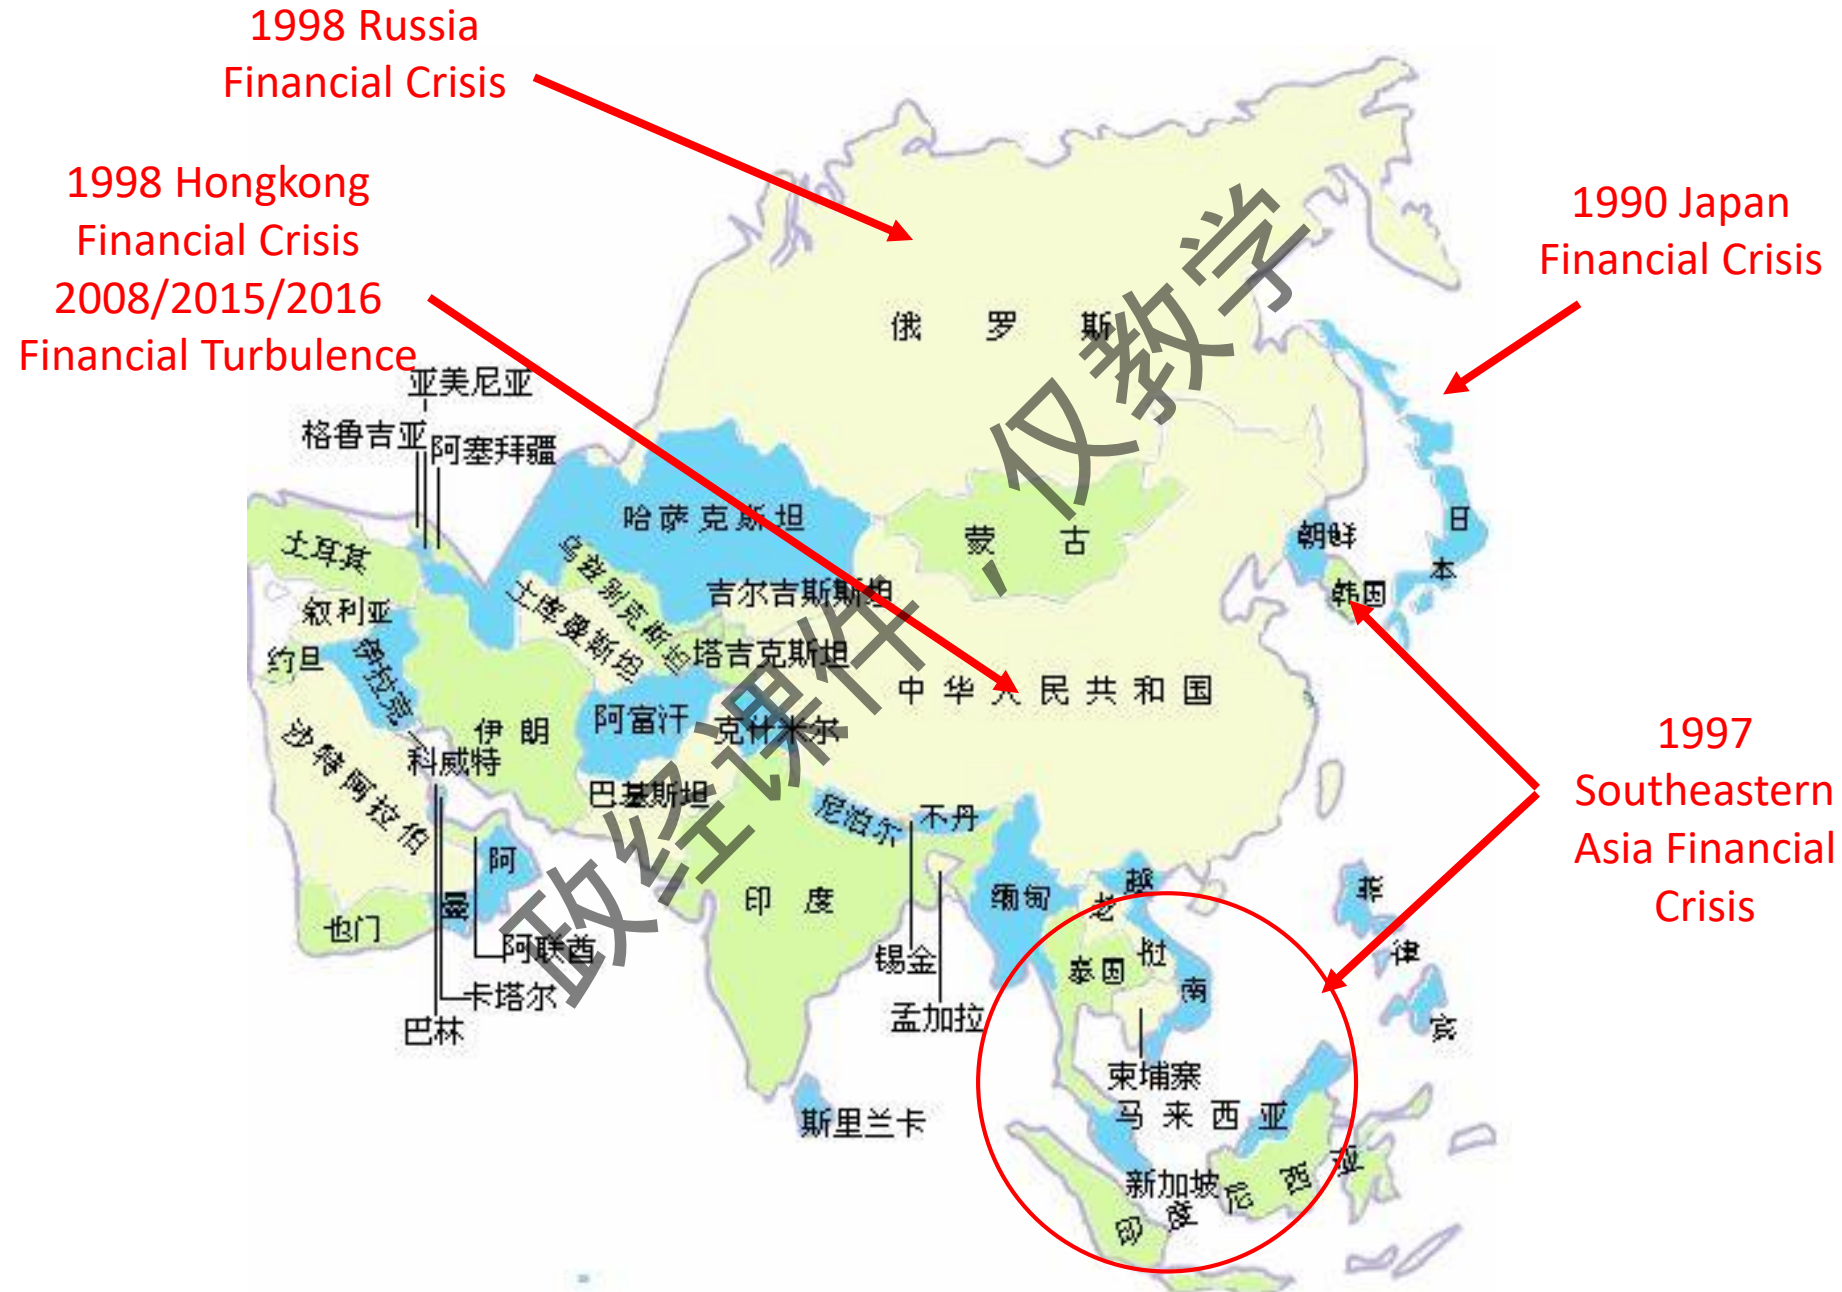 1998 Russia
Financial Crisis
1998 Hongkong
Financial Crisis
2008/2015/2016
Financial Turbulence
1990 Japan
Financial Crisis
1997
Southeastern
Asia Financial
Crisis
俄罗斯
亚美尼亚
格鲁吉亚
阿塞拜疆
哈萨克斯坦
蒙古
朝鲜
日本
韩国
土耳其
乌兹别克斯坦
吉尔吉斯斯坦
叙利亚
土库曼斯坦
塔吉克斯坦
约旦
伊拉克
中华人民共和国
伊朗
阿富汗
克什米尔
科威特
沙特阿拉伯
巴基斯坦
尼泊尔
不丹
印度
缅甸
老挝
越南
菲律宾
阿曼
也门
阿联酋
锡金
泰国
卡塔尔
孟加拉
巴林
柬埔寨
斯里兰卡
马来西亚
新加坡
印度尼西亚
政经课件，仅教学